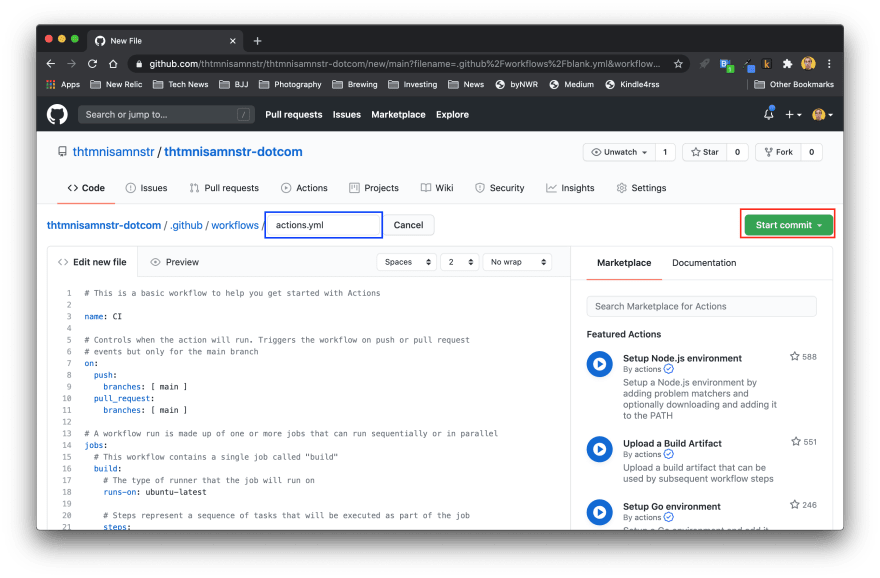 New File
github.com/thtmnisamnstr/thtmnisamnstr-dotcom/new/main?filename=.github%2Fworkflows%2Fblank.yml&workflow...
Apps New Relic Tech News BJJ Photography Brewing Investing News byNWR Medium Kindle4rss Other Bookmarks
Search or jump to... / Pull requests Issues Marketplace Explore
thtmnisamnstr / thtmnisamnstr-dotcom Unwatch 1 Star 0 Fork 0
Code Issues Pull requests Actions Projects Wiki Security Insights Settings
thtmnisamnstr-dotcom / .github / workflows / actions.yml Cancel Start commit
<> Edit new file Preview Spaces 2 No wrap
1 # This is a basic workflow to help you get started with Actions
2
3 name: CI
4
5 # Controls when the action will run. Triggers the workflow on push or pull request
6 # events but only for the main branch
7 on:
8 push:
9 branches: [ main ]
10 pull_request:
11 branches: [ main ]
12
13 # A workflow run is made up of one or more jobs that can run sequentially or in parallel
14 jobs:
15 # This workflow contains a single job called "build"
16 build:
17 # The type of runner that the job will run on
18 runs-on: ubuntu-latest
19
20 # Steps represent a sequence of tasks that will be executed as part of the job
21 steps:
Marketplace Documentation
Search Marketplace for Actions
Featured Actions
Setup Node.js environment 588
By actions
Setup a Node.js environment by
adding problem matchers and
optionally downloading and adding it
to the PATH
Upload a Build Artifact 551
By actions
Upload a build artifact that can be
used by subsequent workflow steps
Setup Go environment 246
By actions
Setup a Go environment and add it